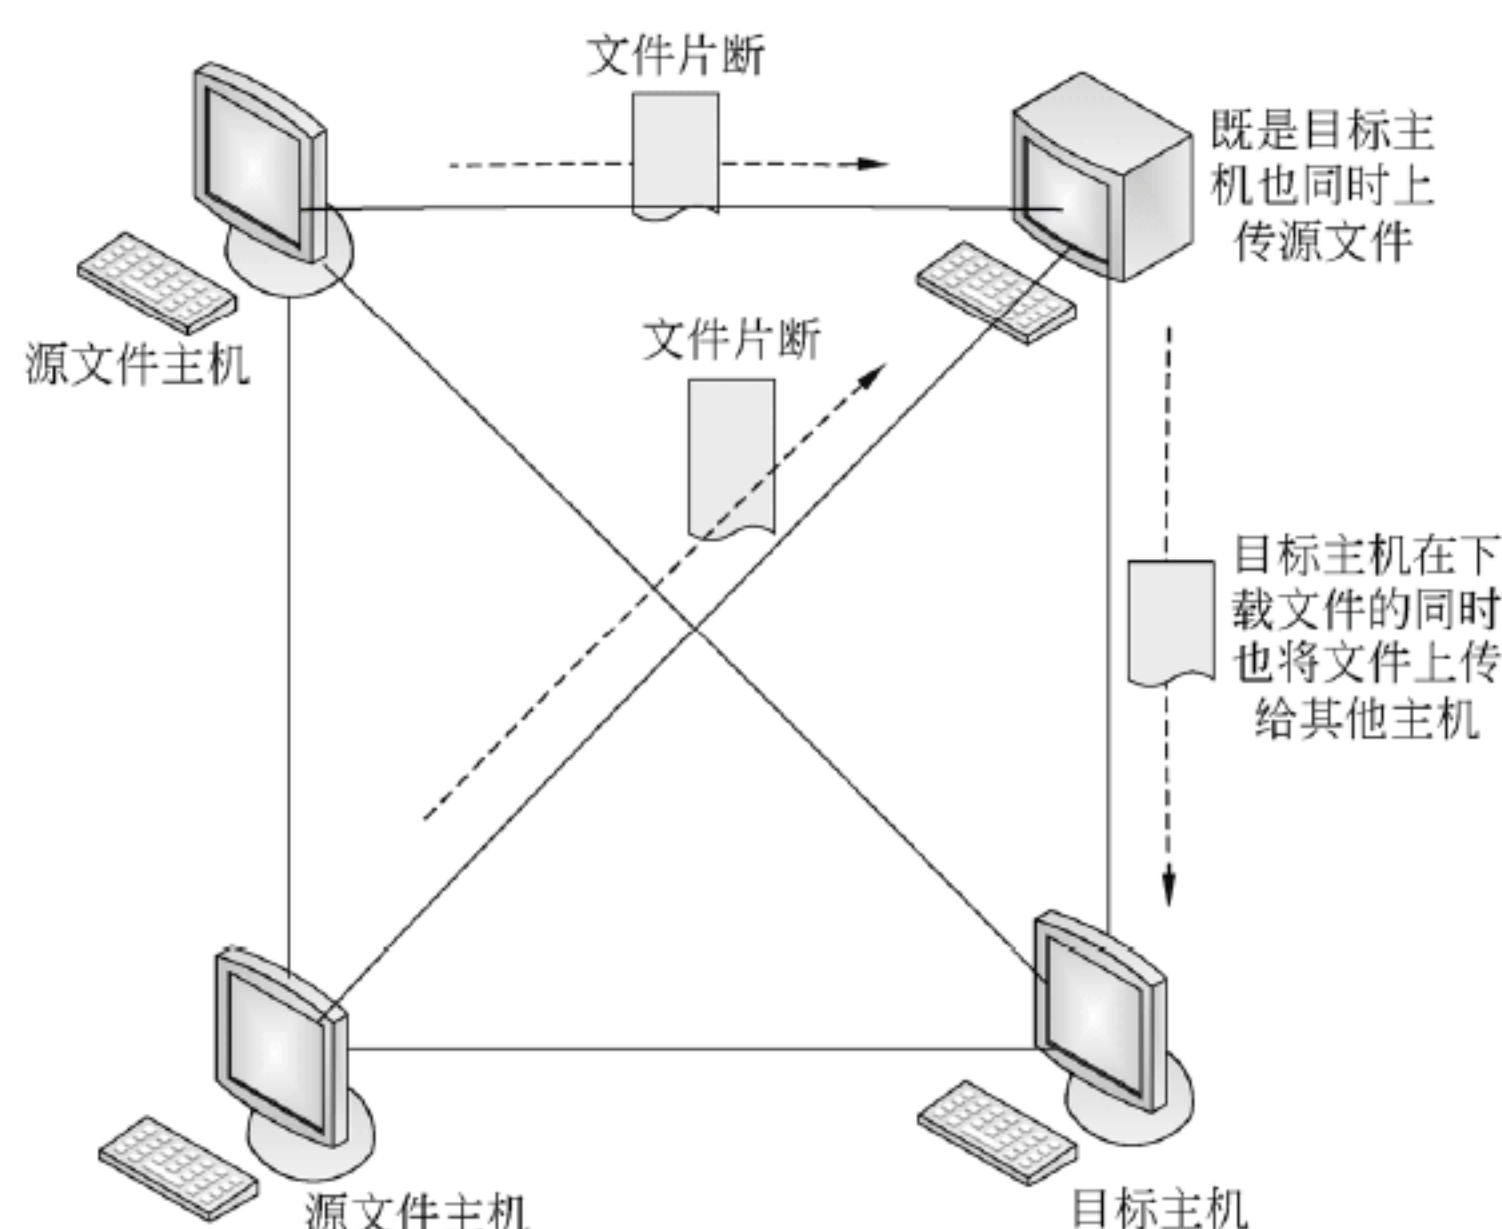 文件片断
既是目标主
机也同时上
传源文件
源文件主机
文件片断
目标主机在下
载文件的同时
也将文件上传
给其他主机
源文件主机
目标主机